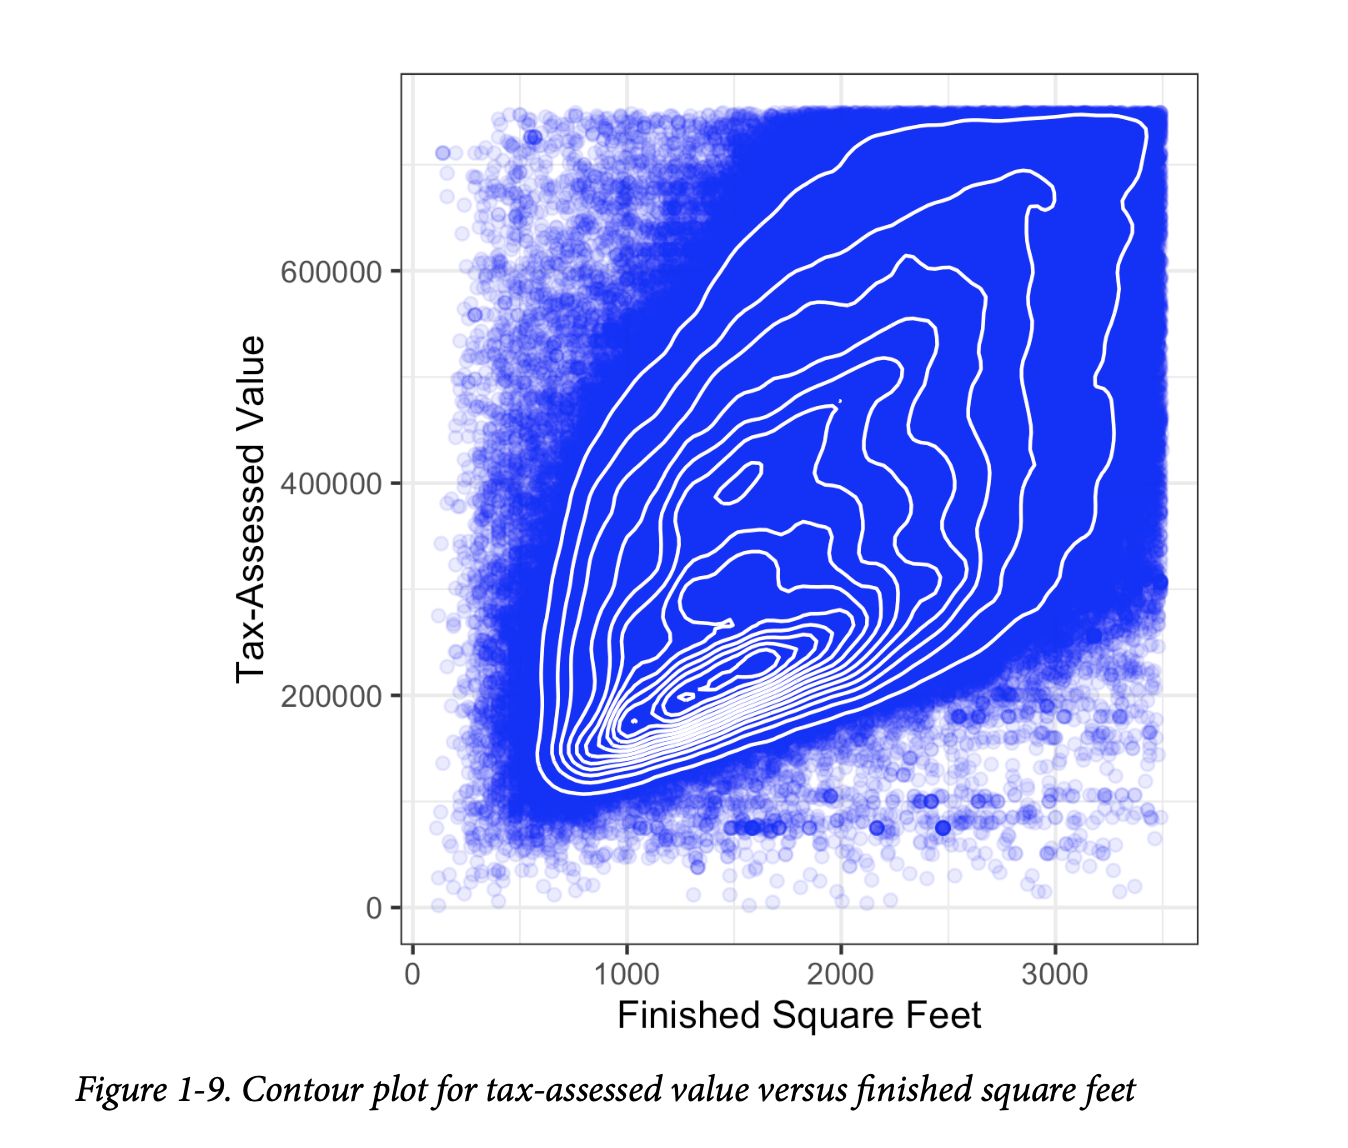 600000
400000
200000
0
Tax-Assessed Value
0 1000 2000 3000
Finished Square Feet
Figure 1-9. Contour plot for tax-assessed value versus finished square feet